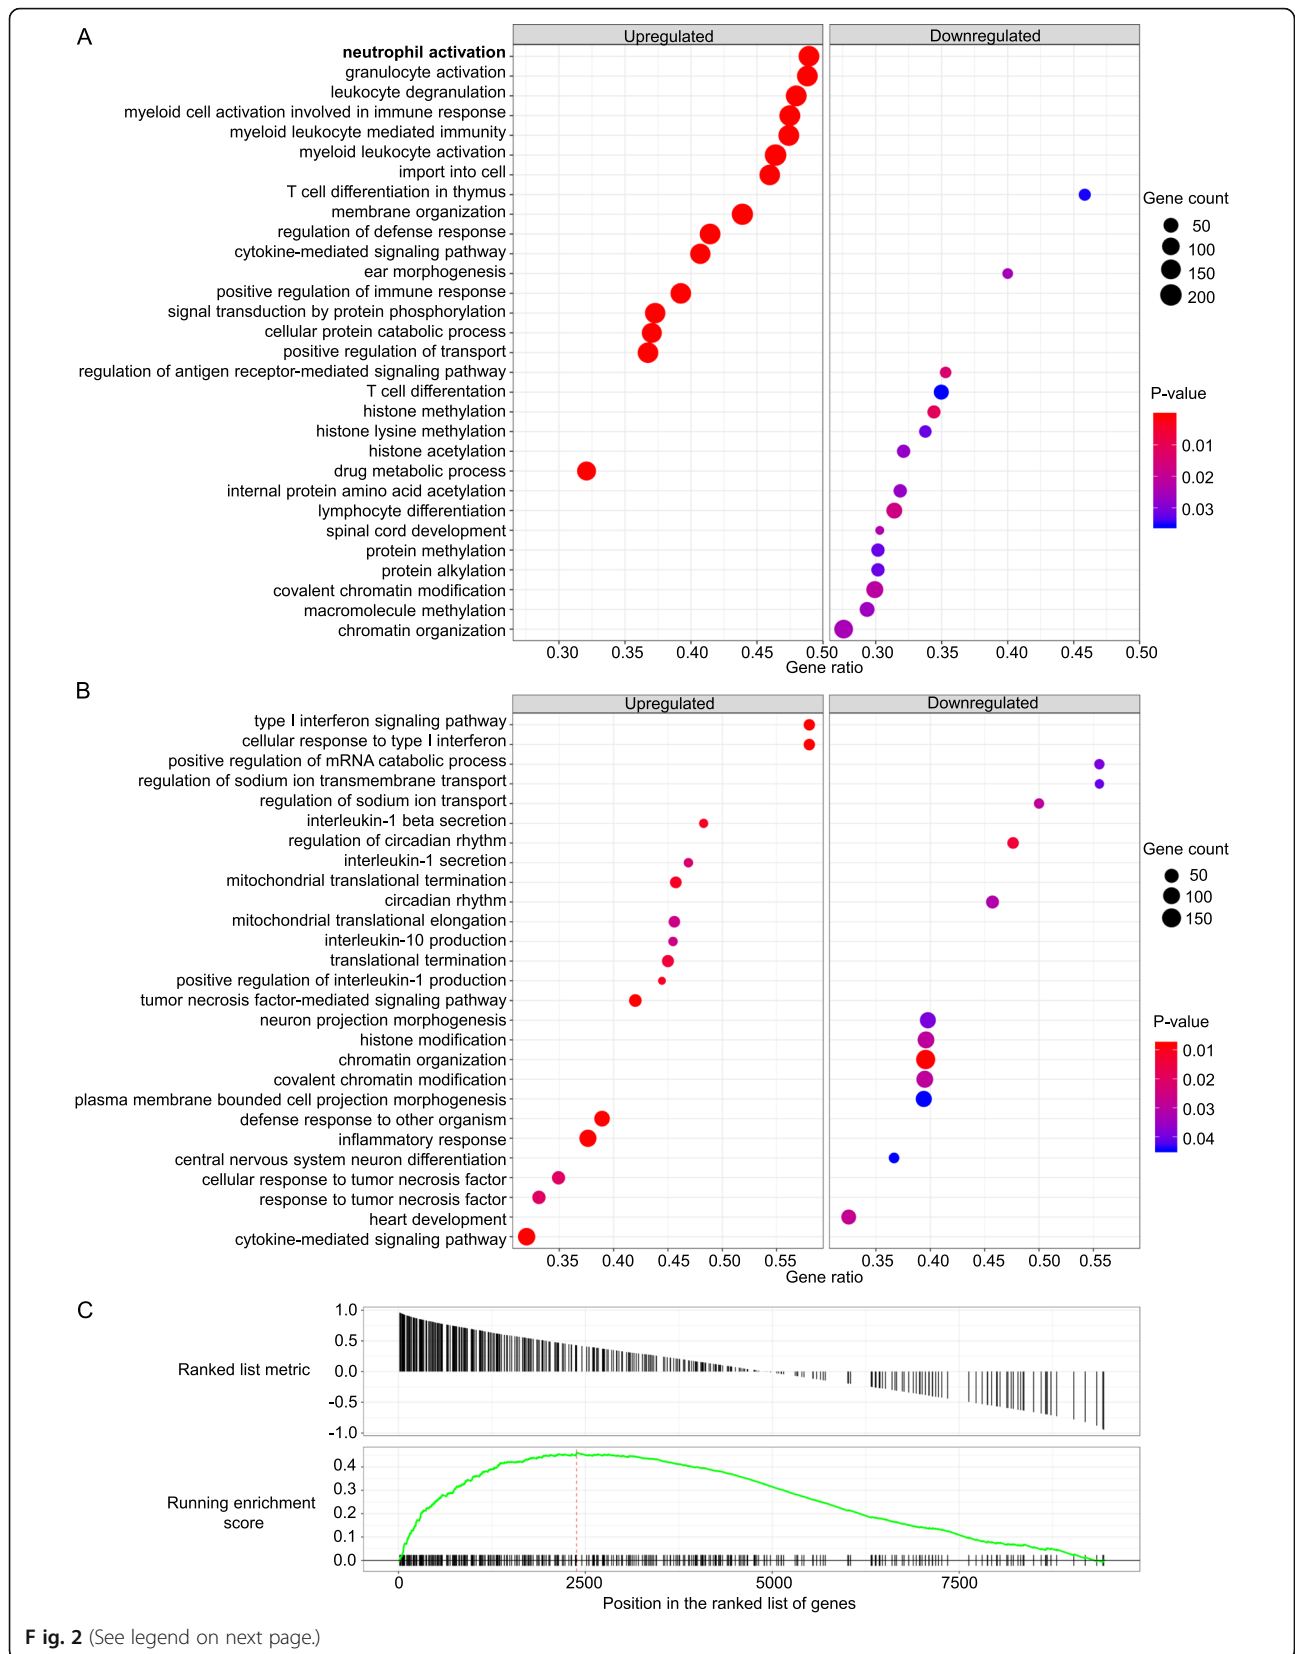 A
Upregulated
Downregulated
neutrophil activation
granulocyte activation
leukocyte degranulation
myeloid cell activation involved in immune response
myeloid leukocyte mediated immunity
myeloid leukocyte activation
import into cell
T cell differentiation in thymus
membrane organization
regulation of defense response
cytokine-mediated signaling pathway
ear morphogenesis
positive regulation of immune response
signal transduction by protein phosphorylation
cellular protein catabolic process
positive regulation of transport
regulation of antigen receptor-mediated signaling pathway
T cell differentiation
histone methylation
histone lysine methylation
histone acetylation
drug metabolic process
internal protein amino acid acetylation
lymphocyte differentiation
spinal cord development
protein methylation
protein alkylation
covalent chromatin modification
macromolecule methylation
chromatin organization
0.30 0.35 0.40 0.45 0.50 0.30 0.35 0.40 0.45 0.50
Gene ratio
Gene count
50
100
150
200
P-value
0.01
0.02
0.03
B
Upregulated
Downregulated
type I interferon signaling pathway
cellular response to type I interferon
positive regulation of mRNA catabolic process
regulation of sodium ion transmembrane transport
regulation of sodium ion transport
interleukin-1 beta secretion
regulation of circadian rhythm
interleukin-1 secretion
mitochondrial translational termination
circadian rhythm
mitochondrial translational elongation
interleukin-10 production
translational termination
positive regulation of interleukin-1 production
tumor necrosis factor-mediated signaling pathway
neuron projection morphogenesis
histone modification
chromatin organization
covalent chromatin modification
plasma membrane bounded cell projection morphogenesis
defense response to other organism
inflammatory response
central nervous system neuron differentiation
cellular response to tumor necrosis factor
response to tumor necrosis factor
heart development
cytokine-mediated signaling pathway
0.35 0.40 0.45 0.50 0.55 0.35 0.40 0.45 0.50 0.55
Gene ratio
Gene count
50
100
150
P-value
0.01
0.02
0.03
0.04
C
Ranked list metric
1.0
0.5
0.0
-0.5
-1.0
Running enrichment
score
0.4
0.3
0.2
0.1
0.0
0 2500 5000 7500
Position in the ranked list of genes
F ig. 2 (See legend on next page.)